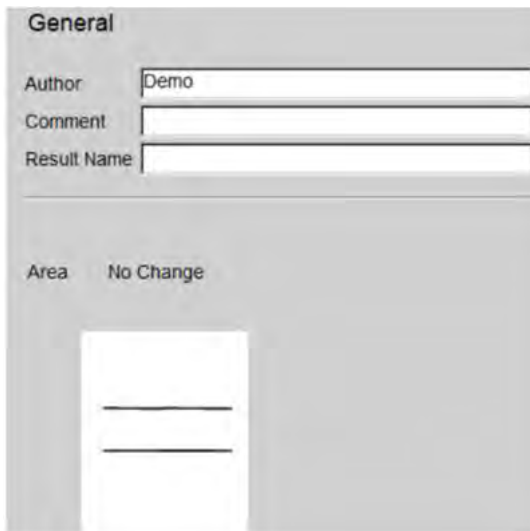 General
Author Demo
Comment
Result Name
Area No Change